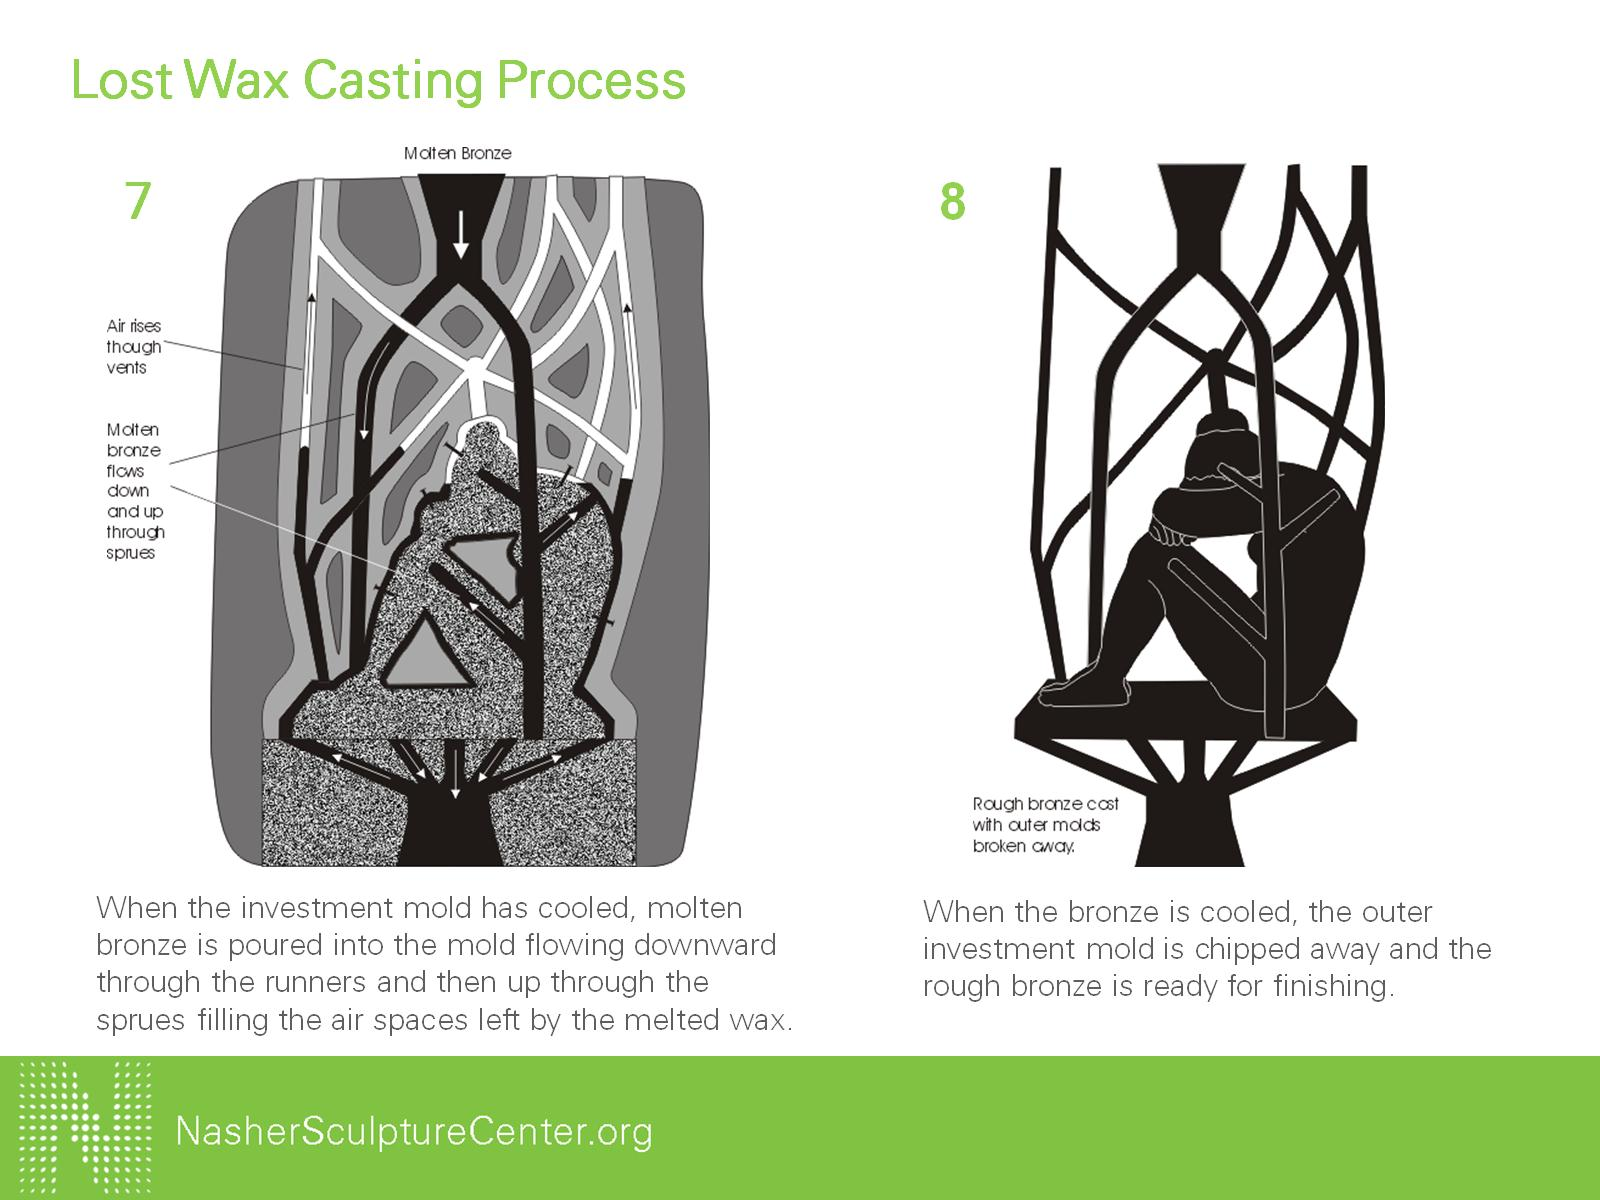 Lost Wax Casting Process
7
Molten Bronze
Air rises
though
vents
Molten
bronze
flows
down
and up
through
sprues
When the investment mold has cooled, molten
bronze is poured into the mold flowing downward
through the runners and then up through the
sprues filling the air spaces left by the melted wax.
8
Rough bronze cast
with outer molds
broken away.
When the bronze is cooled, the outer
investment mold is chipped away and the
rough bronze is ready for finishing.
N
NasherSculptureCenter.org